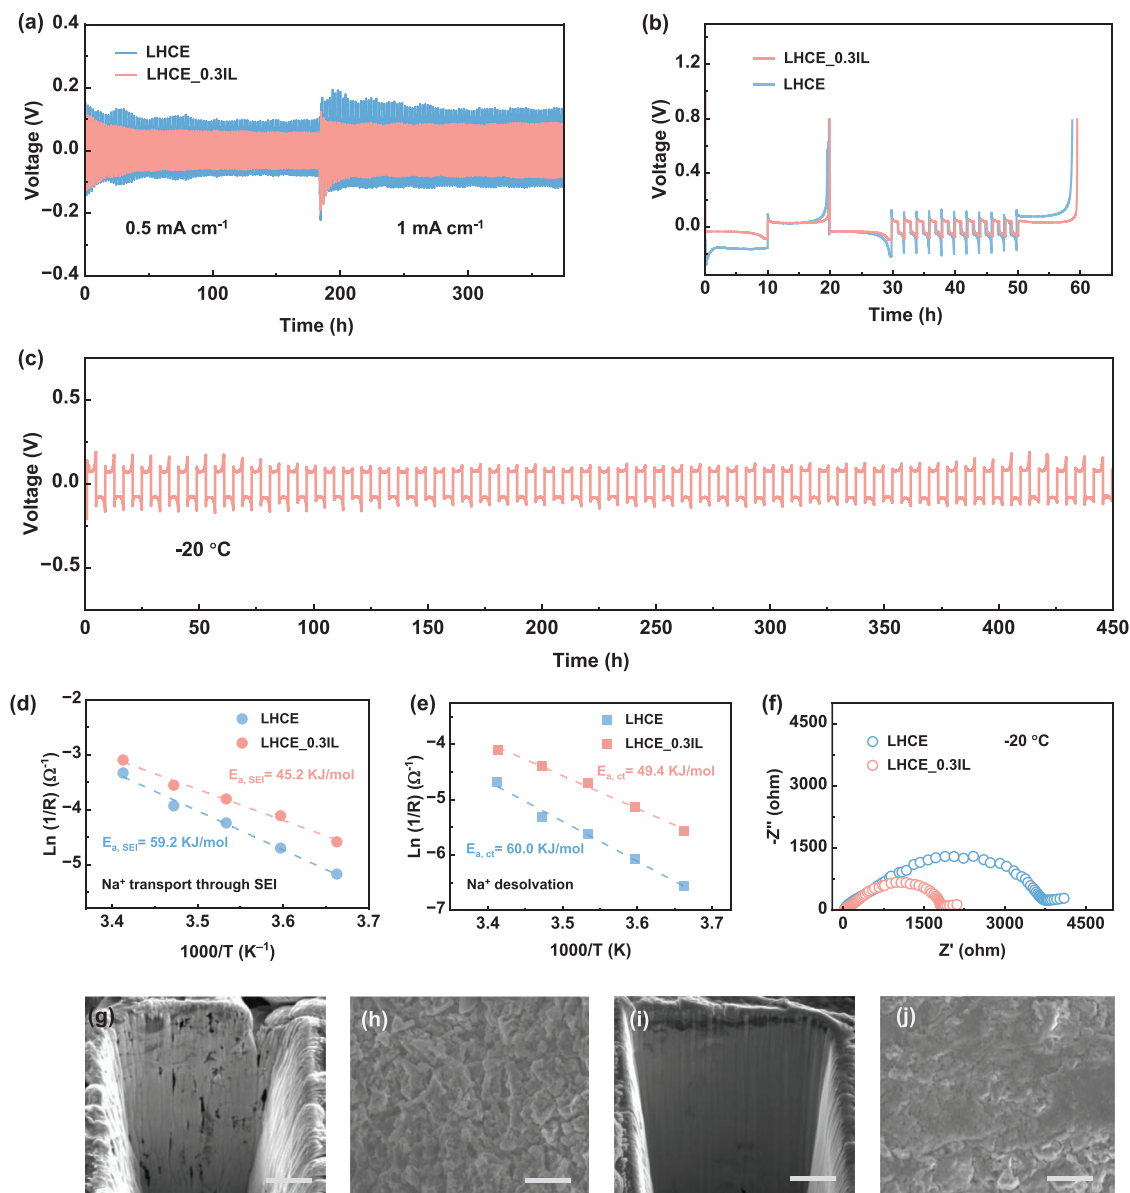 (a)
0.4
0.2
0.0
−0.2
−0.4
Voltage (V)
LHCE
LHCE_0.3IL
0.5 mA cm⁻¹
1 mA cm⁻¹
0 100 200 300
Time (h)
(b)
1.2
0.8
0.4
0.0
Voltage (V)
LHCE_0.3IL
LHCE
0 10 20 30 40 50 60
Time (h)
(c)
0.5
0.0
−0.5
Voltage (V)
-20 °C
0 50 100 150 200 250 300 350 400 450
Time (h)
(d)
−2
−3
−4
−5
Ln (1/R) (Ω⁻¹)
LHCE
LHCE_0.3IL
Eₐ, SEI= 45.2 KJ/mol
Eₐ, SEI= 59.2 KJ/mol
Na⁺ transport through SEI
3.4 3.5 3.6 3.7
1000/T (K⁻¹)
(e)
−4
−5
−6
−7
Ln (1/R) (Ω⁻¹)
LHCE
LHCE_0.3IL
Eₐ, ct= 49.4 KJ/mol
Eₐ, ct= 60.0 KJ/mol
Na⁺ desolvation
3.4 3.5 3.6 3.7
1000/T (K)
(f)
4500
3000
1500
0
-Z'' (ohm)
LHCE
LHCE_0.3IL
-20 °C
0 1500 3000 4500
Z' (ohm)
(g)
(h)
(i)
(j)